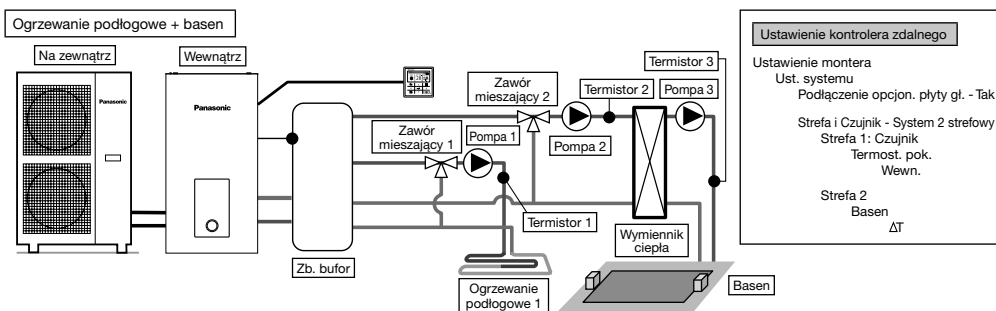 Ogrzewanie podłogowe + basen
Na zewnątrz
Wewnątrz
Panasonic
Panasonic
Zawór
mieszający 1
Pompa 1
Zawór
mieszający 2
Pompa 2
Termistor 2
Termistor 3
Pompa 3
Termistor 1
Wymiennik
ciepła
Zb. bufor
Ogrzewanie
podłogowe 1
Basen
Ustawienie kontrolera zdalnego
Ustawienie montera
Ust. systemu
Podłączenie opcjon. płyty gł. - Tak
Strefa i Czujnik - System 2 strefowy
Strefa 1: Czujnik
Termost. pok.
Wewn.
Strefa 2
Basen
ΔT